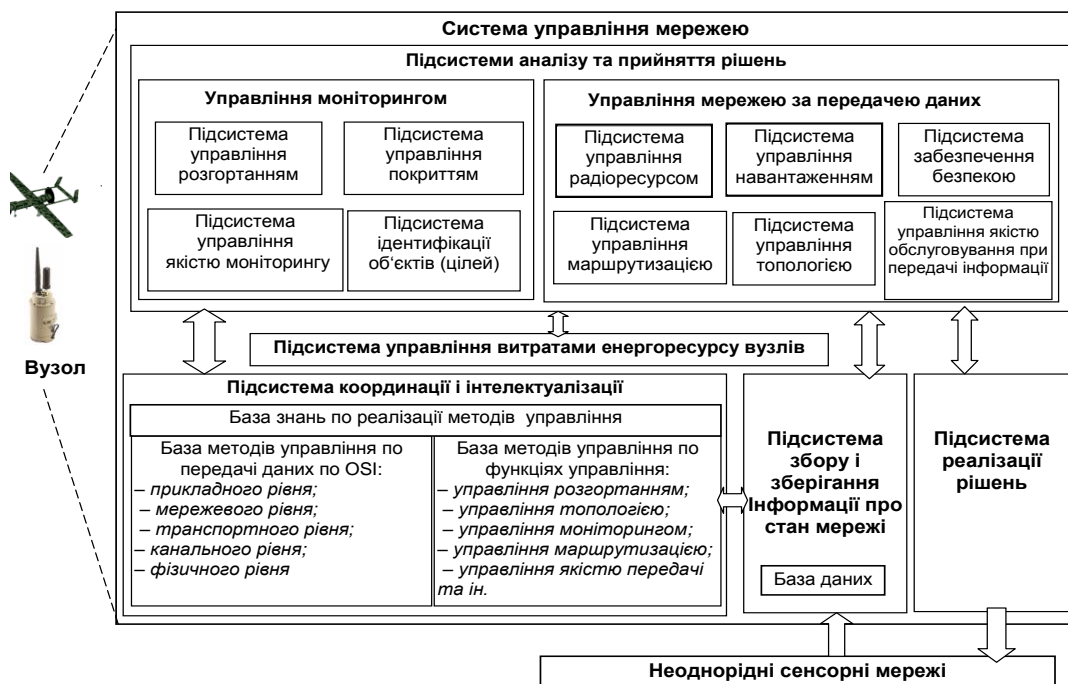 Система управління мережею
Підсистеми аналізу та прийняття рішень
Управління моніторингом
Підсистема
управління
розгортанням
Підсистема
управління
покриттям
Підсистема
управління
якістю моніторингу
Підсистема
ідентифікації
об‘єктів (цілей)
Управління мережею за передачею даних
Підсистема
управління
радіоресурсом
Підсистема
управління
навантаженням
Підсистема
забезпечення
безпекою
Підсистема
управління
маршрутизацією
Підсистема
управління
топологією
Підсистема
управління якістю
обслуговування при
передачі інформації
Вузол
Підсистема управління витратами енергоресурсу вузлів
Підсистема координації і інтелектуалізації
База знань по реалізації методів управління
База методів управління по
передачі даних по OSI:
– прикладного рівня;
– мережевого рівня;
– транспортного рівня;
– канального рівня;
– фізичного рівня
База методів управління по
функціях управління:
– управління розгортанням;
– управління топологією;
– управління моніторингом;
– управління маршрутизацією;
– управління якістю передачі
та ін.
Підсистема
збору і
зберігання
Інформації про
стан мережі
База даних
Підсистема
реалізації
рішень
Неоднорідні сенсорні мережі